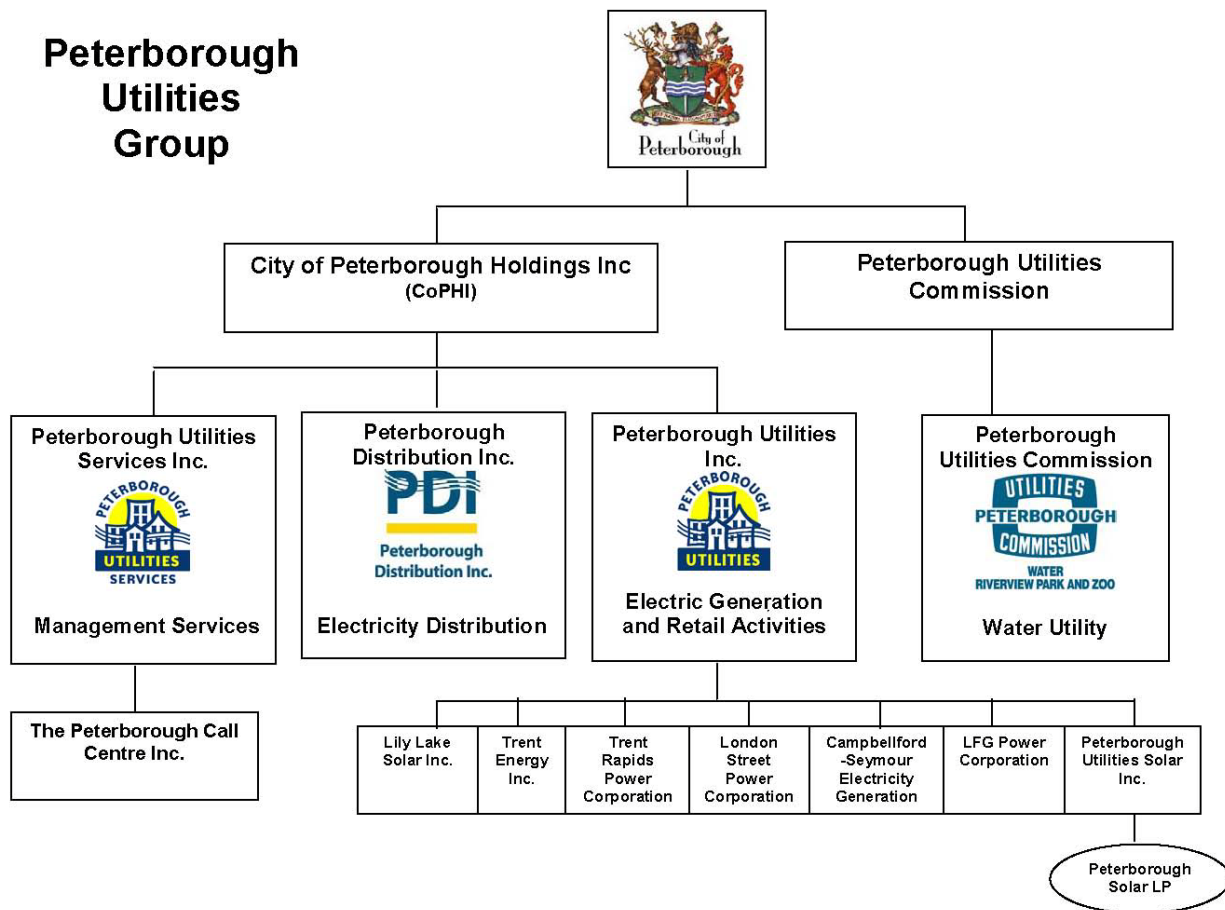 Peterborough
Utilities
Group
City of
Peterborough
City of Peterborough Holdings Inc
(CoPHI)
Peterborough Utilities
Commission
Peterborough Utilities
Services Inc.
PETERBOROUGH
UTILITIES
SERVICES
Management Services
Peterborough
Distribution Inc.
PDI
Peterborough
Distribution Inc.
Electricity Distribution
Peterborough Utilities
Inc.
PETERBOROUGH
UTILITIES
Electric Generation
and Retail Activities
Peterborough
Utilities Commission
UTILITIES
PETERBOROUGH
COMMISSION
WATER
RIVERVIEW PARK AND ZOO
Water Utility
The Peterborough Call
Centre Inc.
Lily Lake
Solar Inc.
Trent
Energy
Inc.
Trent
Rapids
Power
Corporation
London
Street
Power
Corporation
Campbellford
-Seymour
Electricity
Generation
LFG Power
Corporation
Peterborough
Utilities Solar
Inc.
Peterborough
Solar LP